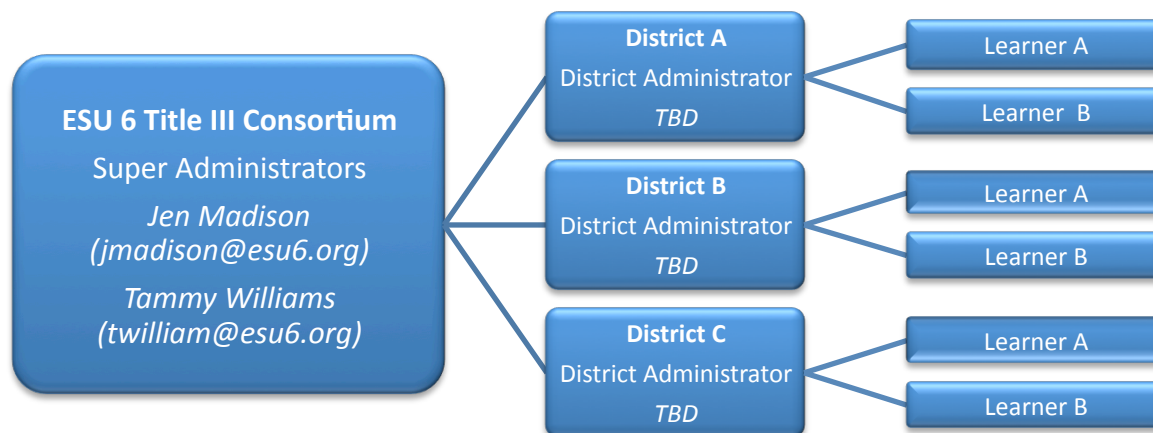 ESU 6 Title III Consortium
Super Administrators
Jen Madison
(jmadison@esu6.org)
Tammy Williams
(twilliam@esu6.org)
District A
District Administrator
TBD
Learner A
Learner B
District B
District Administrator
TBD
Learner A
Learner B
District C
District Administrator
TBD
Learner A
Learner B